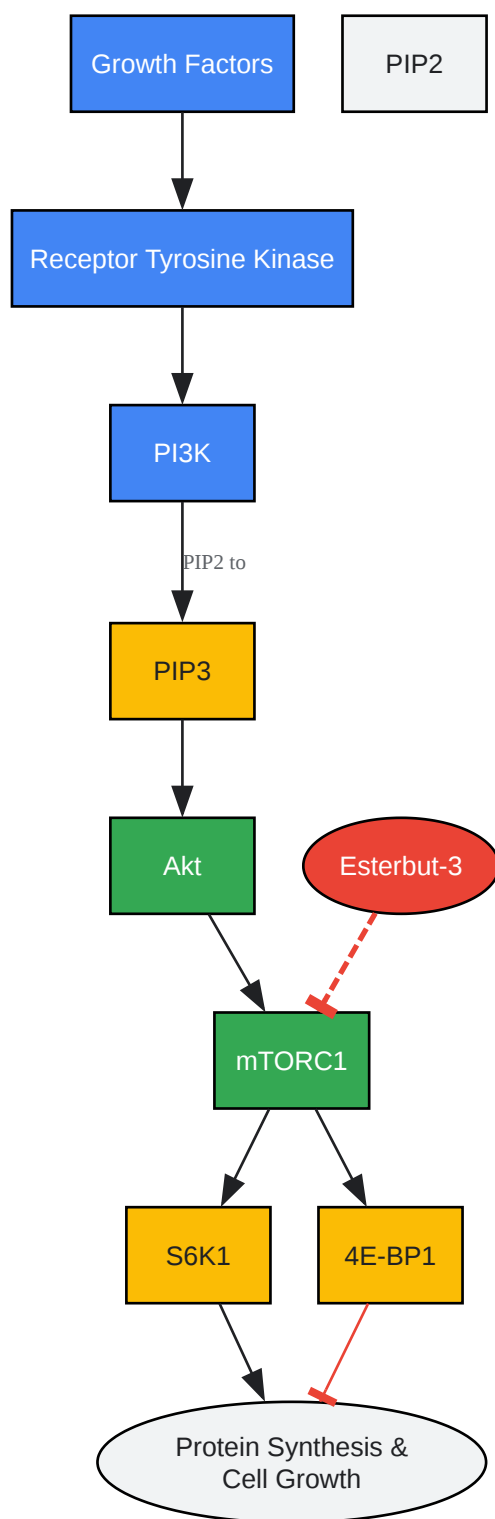 Growth Factors
PIP2
Receptor Tyrosine Kinase
PI3K
PIP2 to
PIP3
Akt
Esterbut-3
mTORC1
S6K1
4E-BP1
Protein Synthesis &
Cell Growth